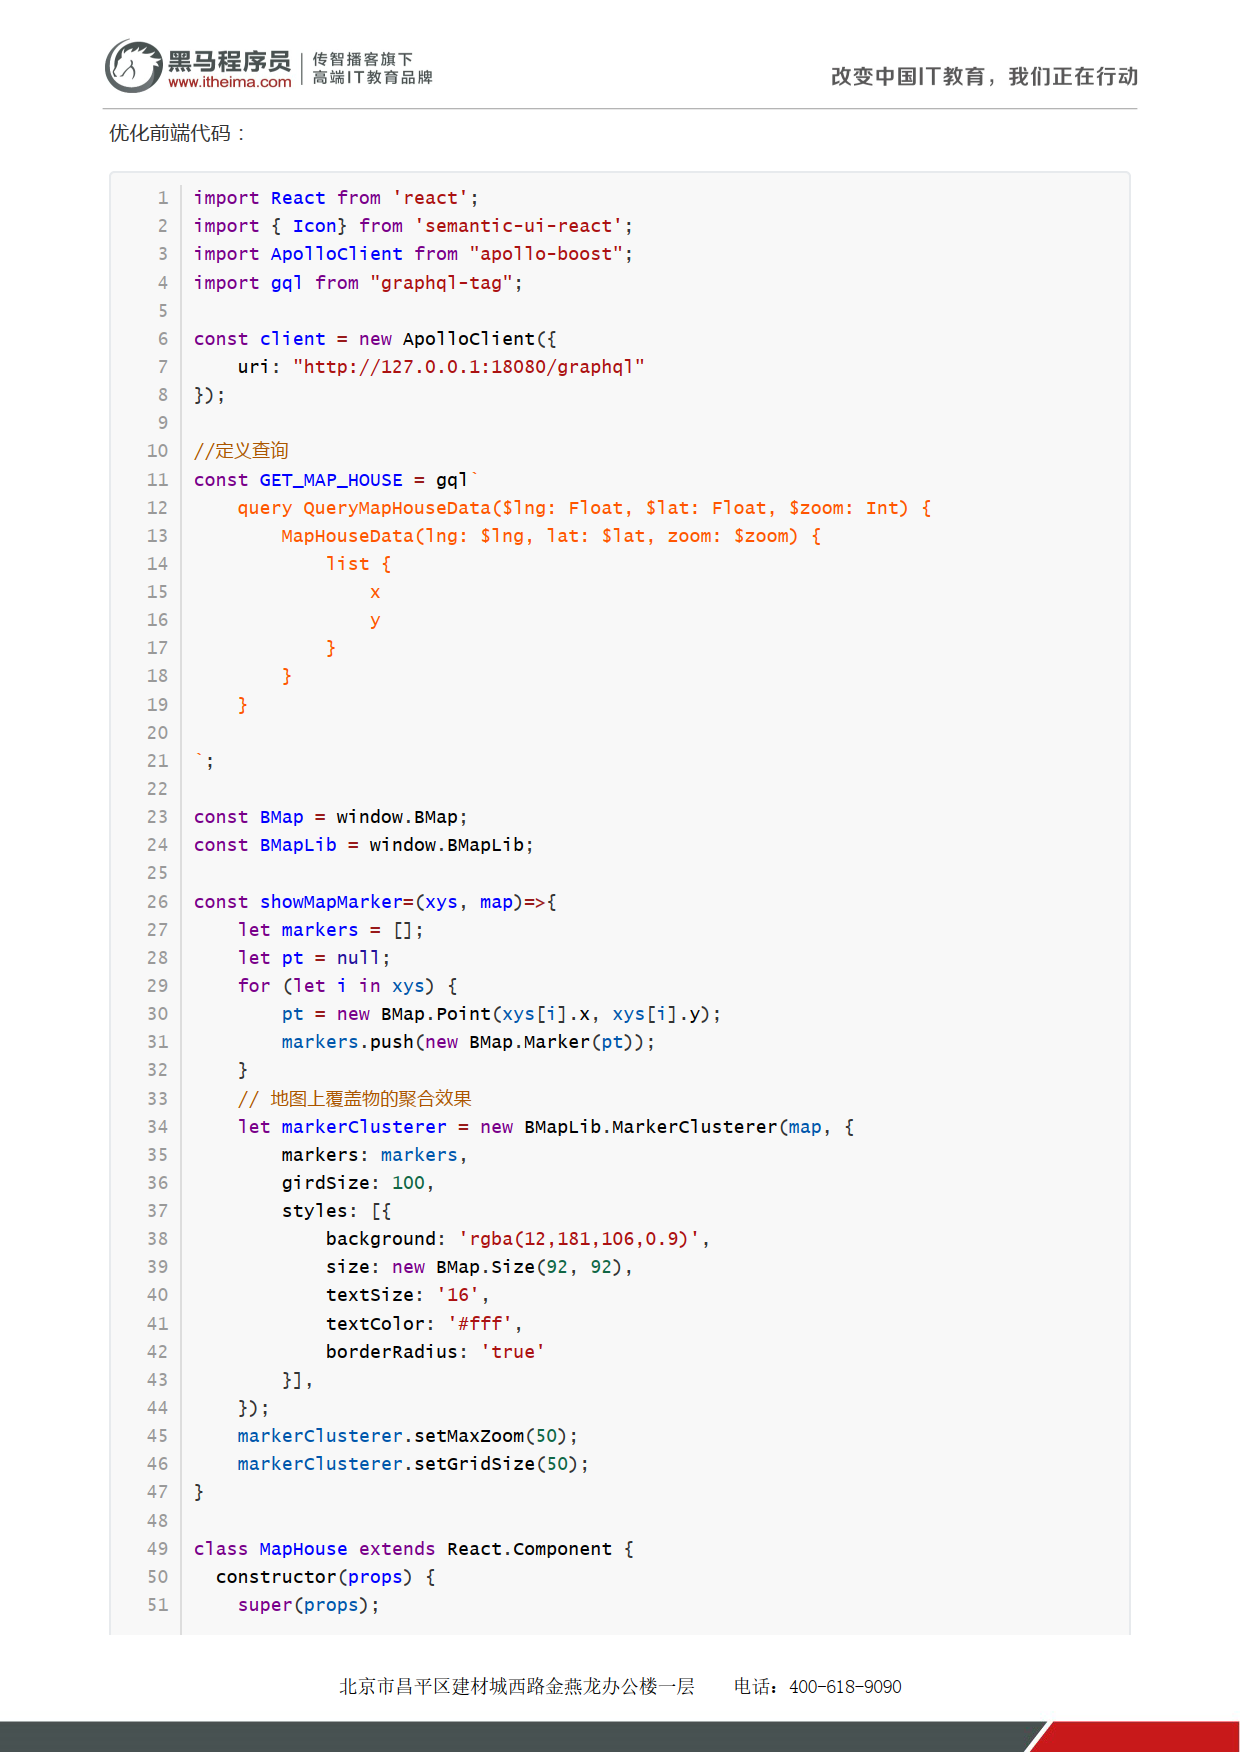 黑马程序员
www.itheima.com
传智播客旗下
高端IT教育品牌
改变中国IT教育，我们正在行动
优化前端代码：
1 import React from 'react';
2 import { Icon} from 'semantic-ui-react';
3 import ApolloClient from "apollo-boost";
4 import gql from "graphql-tag";
5
6 const client = new ApolloClient({
7     uri: "http://127.0.0.1:18080/graphql"
8 });
9
10 //定义查询
11 const GET_MAP_HOUSE = gql`
12     query QueryMapHouseData($lng: Float, $lat: Float, $zoom: Int) {
13         MapHouseData(lng: $lng, lat: $lat, zoom: $zoom) {
14             list {
15                 x
16                 y
17             }
18         }
19     }
20
21 `;
22
23 const BMap = window.BMap;
24 const BMapLib = window.BMapLib;
25
26 const showMapMarker=(xys, map)=>{
27     let markers = [];
28     let pt = null;
29     for (let i in xys) {
30         pt = new BMap.Point(xys[i].x, xys[i].y);
31         markers.push(new BMap.Marker(pt));
32     }
33     // 地图上覆盖物的聚合效果
34     let markerClusterer = new BMapLib.MarkerClusterer(map, {
35         markers: markers,
36         girdSize: 100,
37         styles: [{
38             background: 'rgba(12,181,106,0.9)',
39             size: new BMap.Size(92, 92),
40             textSize: '16',
41             textColor: '#fff',
42             borderRadius: 'true'
43         }],
44     });
45     markerClusterer.setMaxZoom(50);
46     markerClusterer.setGridSize(50);
47 }
48
49 class MapHouse extends React.Component {
50   constructor(props) {
51     super(props);
北京市昌平区建材城西路金燕龙办公楼一层 电话：400-618-9090